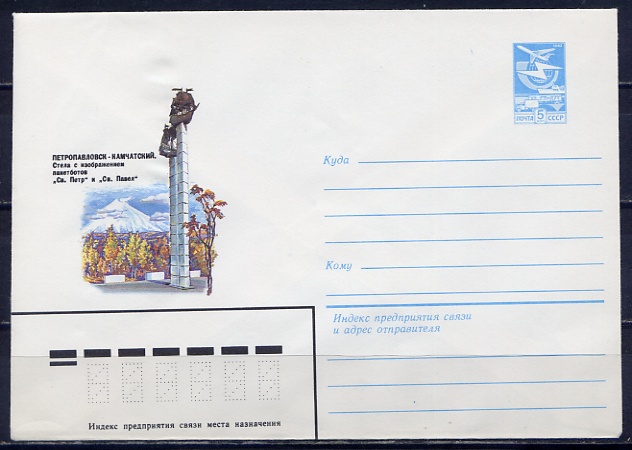 ПЕТРОПАВЛОВСК-КАМЧАТСКИЙ.
Стела с изображением
пакетботов
„Св. Петр" и „Св. Павел"
ПОЧТА 5К СССР
Куда
Кому
Индекс предприятия связи
и адрес отправителя
Индекс предприятия связи места назначения